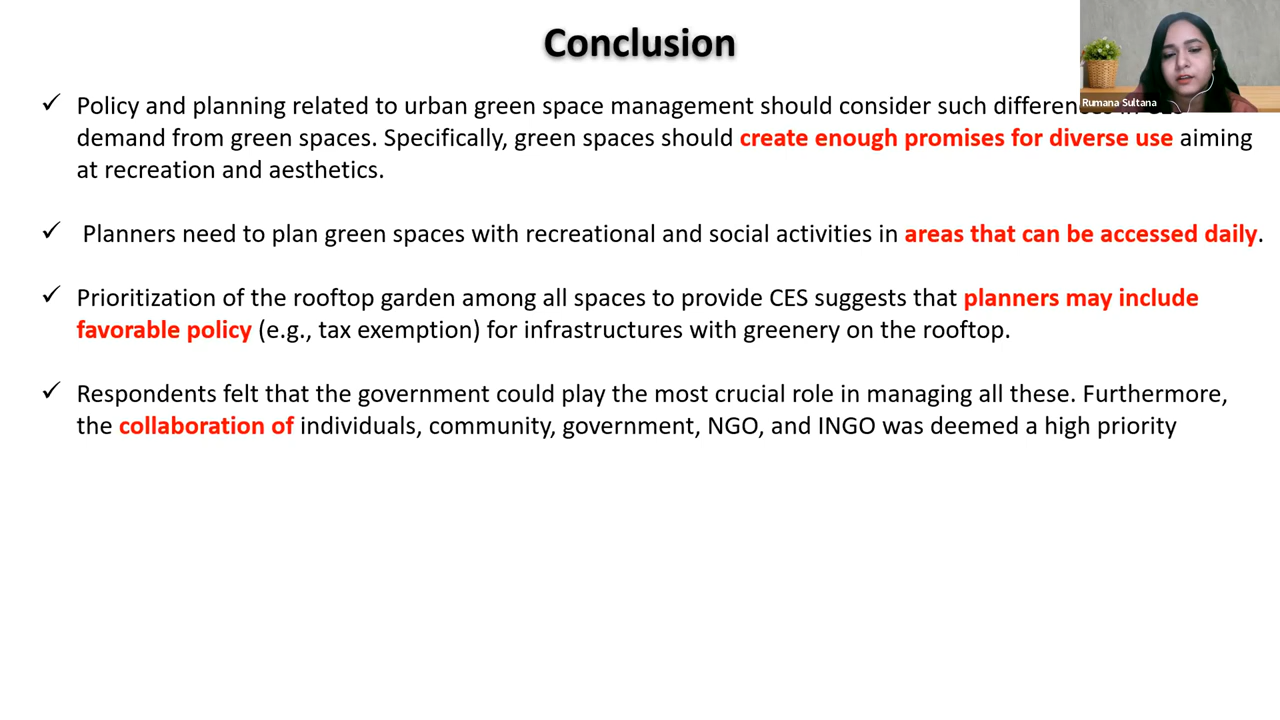 Conclusion
Rumana Sultana
✓ Policy and planning related to urban green space management should consider such in
demand from green spaces. Specifically, green spaces should create enough promises for diverse use aiming
at recreation and aesthetics.
✓ Planners need to plan green spaces with recreational and social activities in areas that can be accessed daily.
✓ Prioritization of the rooftop garden among all spaces to provide CES suggests that planners may include
favorable policy (e.g., tax exemption) for infrastructures with greenery on the rooftop.
✓ Respondents felt that the government could play the most crucial role in managing all these. Furthermore,
the collaboration of individuals, community, government, NGO, and INGO was deemed a high priority